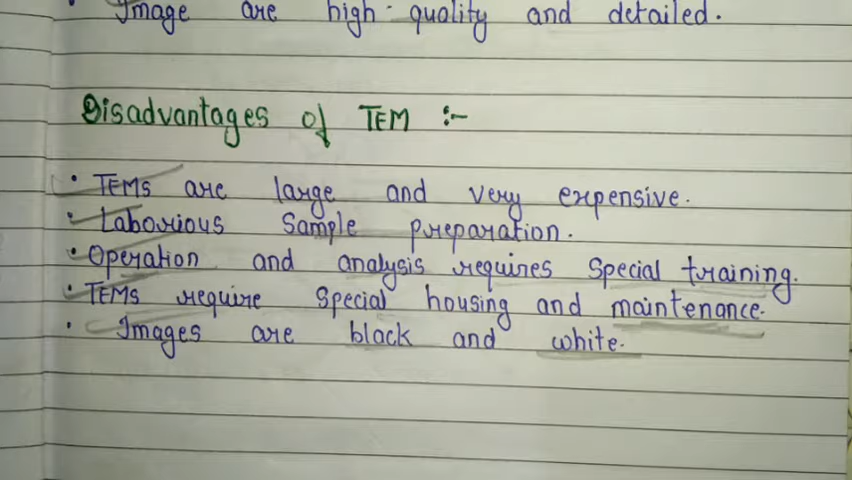 • Image are high-quality and detailed.
Disadvantages of TEM :-
• TEMs are large and very expensive.
• Laborious Sample preparation.
• Operation and analysis requires special training.
• TEMs require special housing and maintenance.
• Images are black and white.